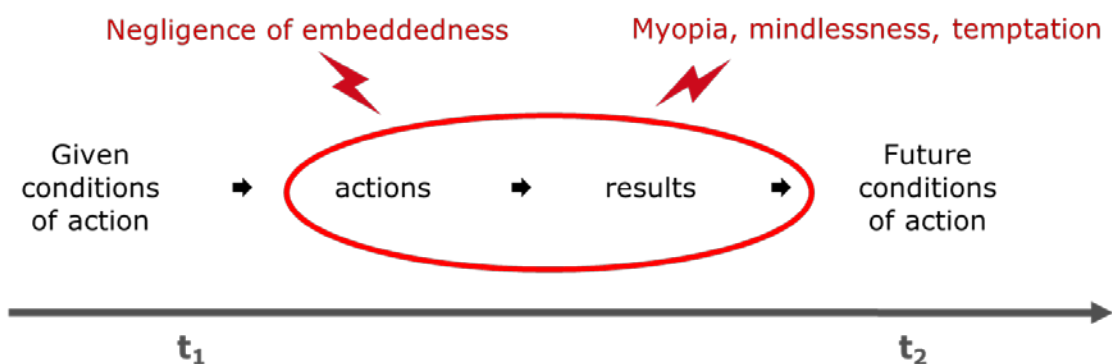 Negligence of embeddedness
Myopia, mindlessness, temptation
Given
conditions
of action
actions
results
Future
conditions
of action
t₁
t₂